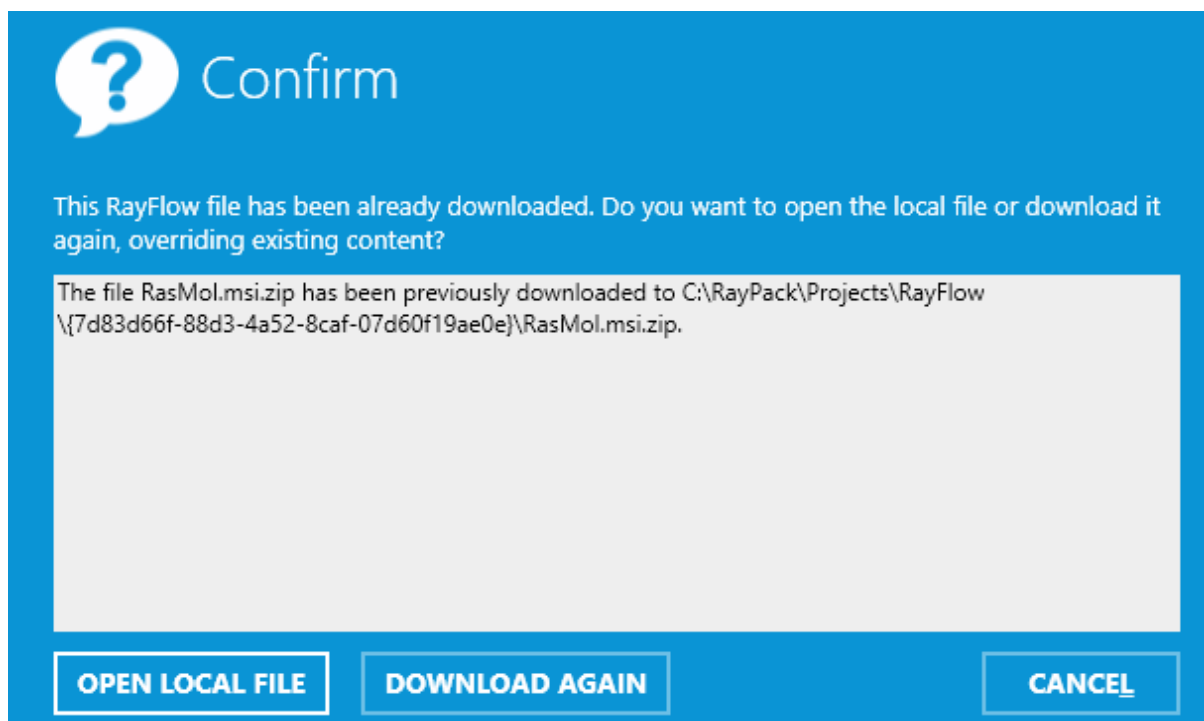 ?
Confirm
This RayFlow file has been already downloaded. Do you want to open the local file or download it
again, overriding existing content?
The file RasMol.msi.zip has been previously downloaded to C:\RayPack\Projects\RayFlow
\{7d83d66f-88d3-4a52-8caf-07d60f19ae0e}\RasMol.msi.zip.
OPEN LOCAL FILE
DOWNLOAD AGAIN
CANCEL